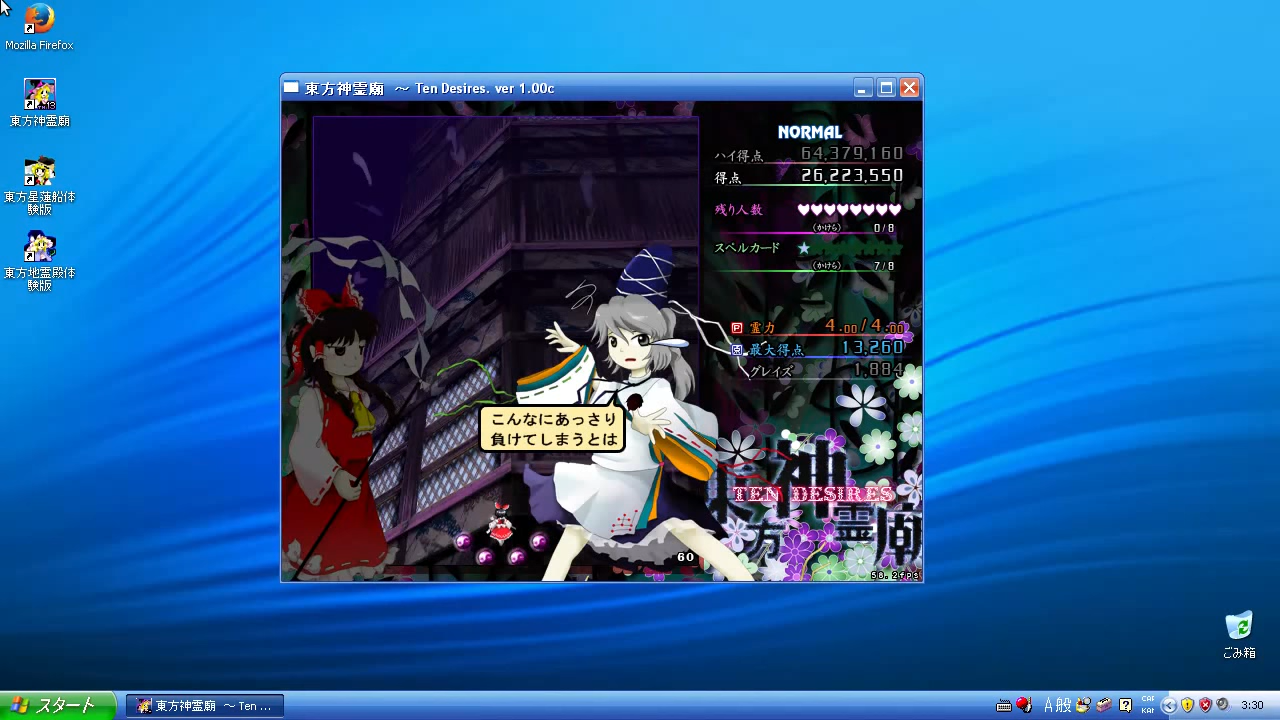 Mozilla Firefox
東方神霊廟
東方星蓮船体
験版
東方地霊殿体
験版
東方神霊廟　～ Ten Desires. ver 1.00c
NORMAL
ハイ得点 64,379,160
得点 26,223,550
残り人数
(かけら) 0/8
スペルカード
(かけら) 7/8
P 霊力 4.00/4.00
最大得点 13,260
グレイズ 1,884
こんなにあっさり
負けてしまうとは
東方神霊廟
TEN DESIRES
60
ごみ箱
スタート
東方神霊廟　～ Ten ...
A 般
CAP
KANA
3:30